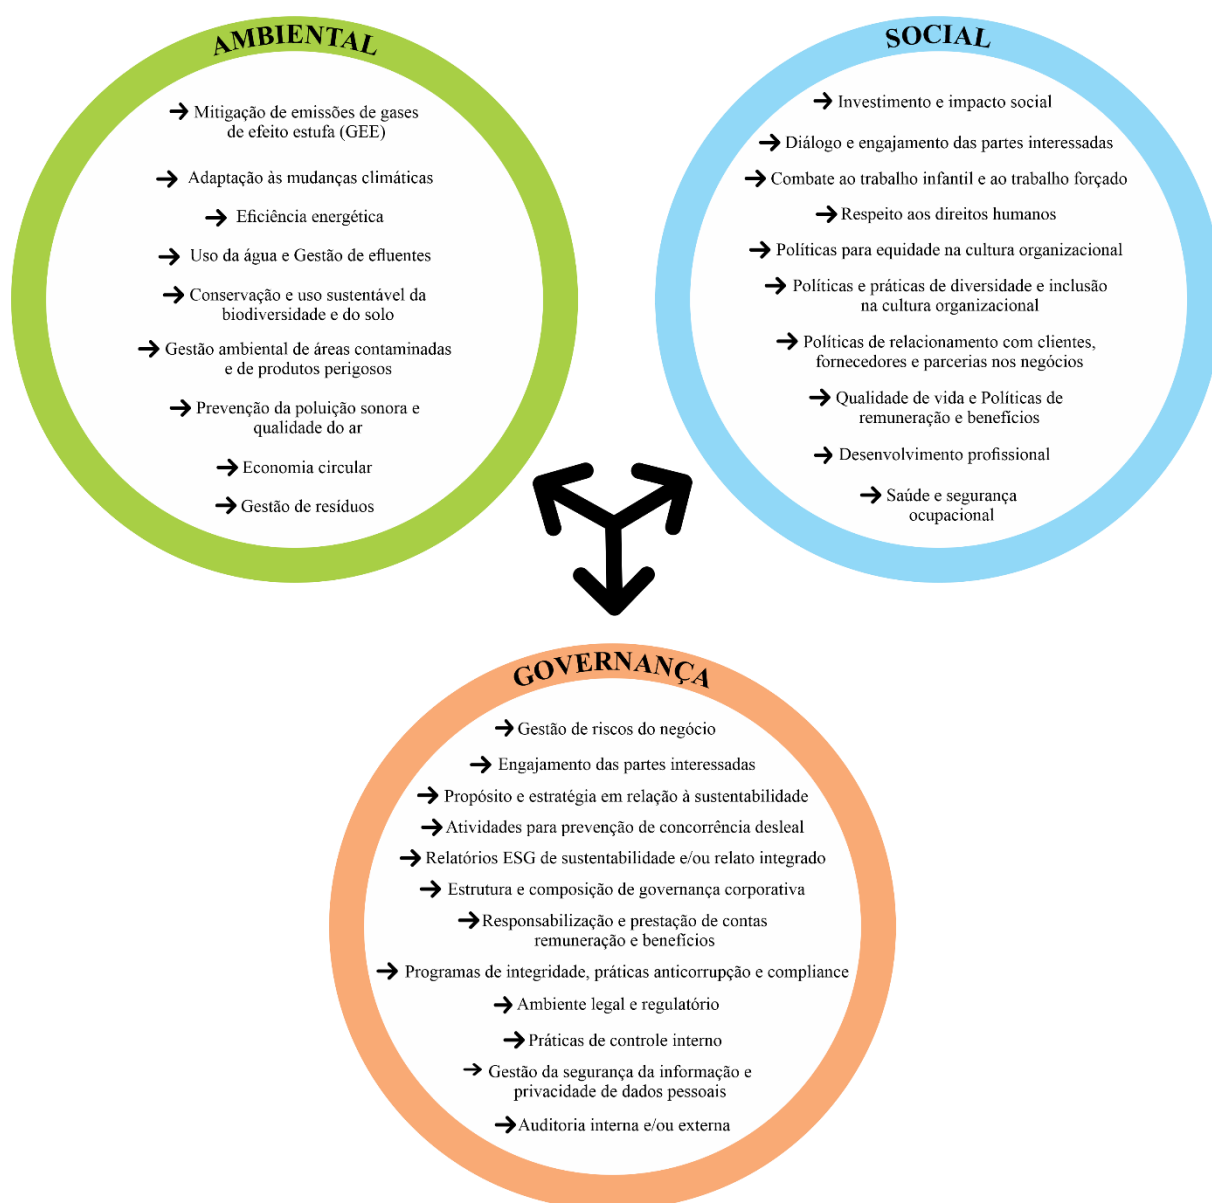 AMBIENTAL
Mitigação de emissões de gases
de efeito estufa (GEE)
Adaptação às mudanças climáticas
Eficiência energética
Uso da água e Gestão de efluentes
Conservação e uso sustentável da
biodiversidade e do solo
Gestão ambiental de áreas contaminadas
e de produtos perigosos
Prevenção da poluição sonora e
qualidade do ar
Economia circular
Gestão de resíduos
SOCIAL
Investimento e impacto social
Diálogo e engajamento das partes interessadas
Combate ao trabalho infantil e ao trabalho forçado
Respeito aos direitos humanos
Políticas para equidade na cultura organizacional
Políticas e práticas de diversidade e inclusão
na cultura organizacional
Políticas de relacionamento com clientes,
fornecedores e parcerias nos negócios
Qualidade de vida e Políticas de
remuneração e benefícios
Desenvolvimento profissional
Saúde e segurança
ocupacional
GOVERNANÇA
Gestão de riscos do negócio
Engajamento das partes interessadas
Propósito e estratégia em relação à sustentabilidade
Atividades para prevenção de concorrência desleal
Relatórios ESG de sustentabilidade e/ou relato integrado
Estrutura e composição de governança corporativa
Responsabilização e prestação de contas
remuneração e benefícios
Programas de integridade, práticas anticorrupção e compliance
Ambiente legal e regulatório
Práticas de controle interno
Gestão da segurança da informação e
privacidade de dados pessoais
Auditoria interna e/ou externa